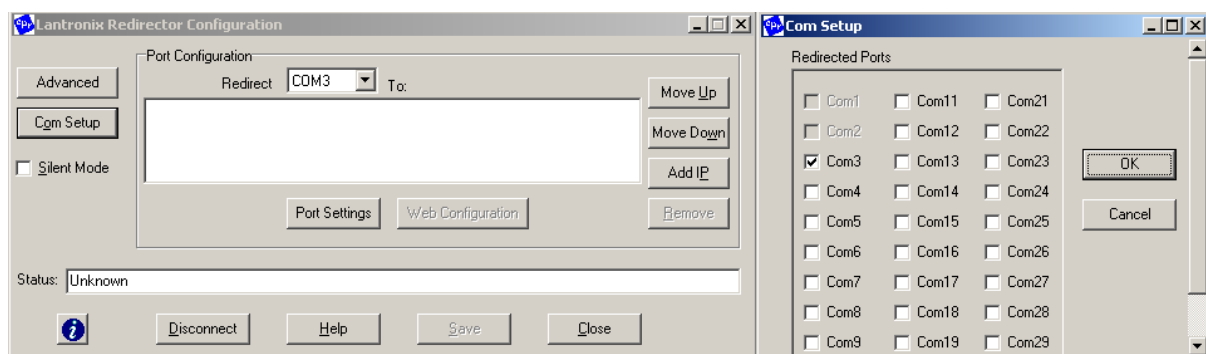 Lantronix Redirector Configuration
Port Configuration
Advanced
Redirect COM3 To:
Move Up
Com Setup
Move Down
Silent Mode
Add IP
Port Settings Web Configuration Remove
Status: Unknown
Disconnect Help Save Close
Com Setup
Redirected Ports
Com1 Com11 Com21
Com2 Com12 Com22
Com3 Com13 Com23
OK
Com4 Com14 Com24
Com5 Com15 Com25
Cancel
Com6 Com16 Com26
Com7 Com17 Com27
Com8 Com18 Com28
Com9 Com19 Com29